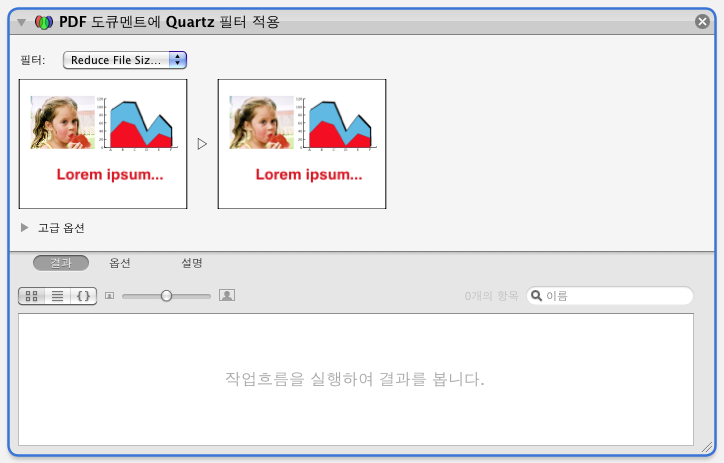 PDF 도큐멘트에 Quartz 필터 적용
필터: Reduce File Siz...
Lorem ipsum... Lorem ipsum...
고급 옵션
결과 옵션 설명
{} 0개의 항목 이름
작업흐름을 실행하여 결과를 봅니다.